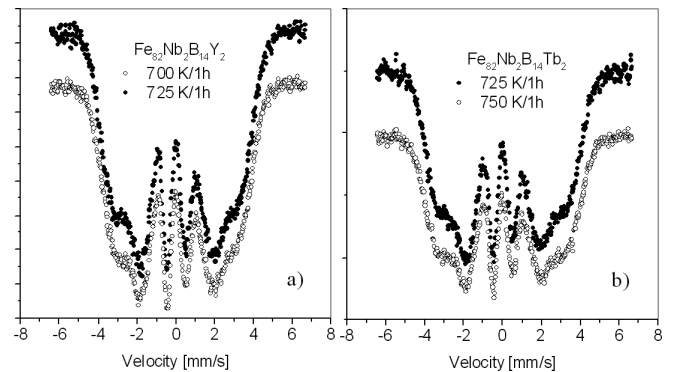 Fe82Nb2B14Y2
700 K/1h
725 K/1h
a)
-8 -6 -4 -2 0 2 4 6 8
Velocity [mm/s]
Fe82Nb2B14Tb2
725 K/1h
750 K/1h
b)
-8 -6 -4 -2 0 2 4 6 8
Velocity [mm/s]